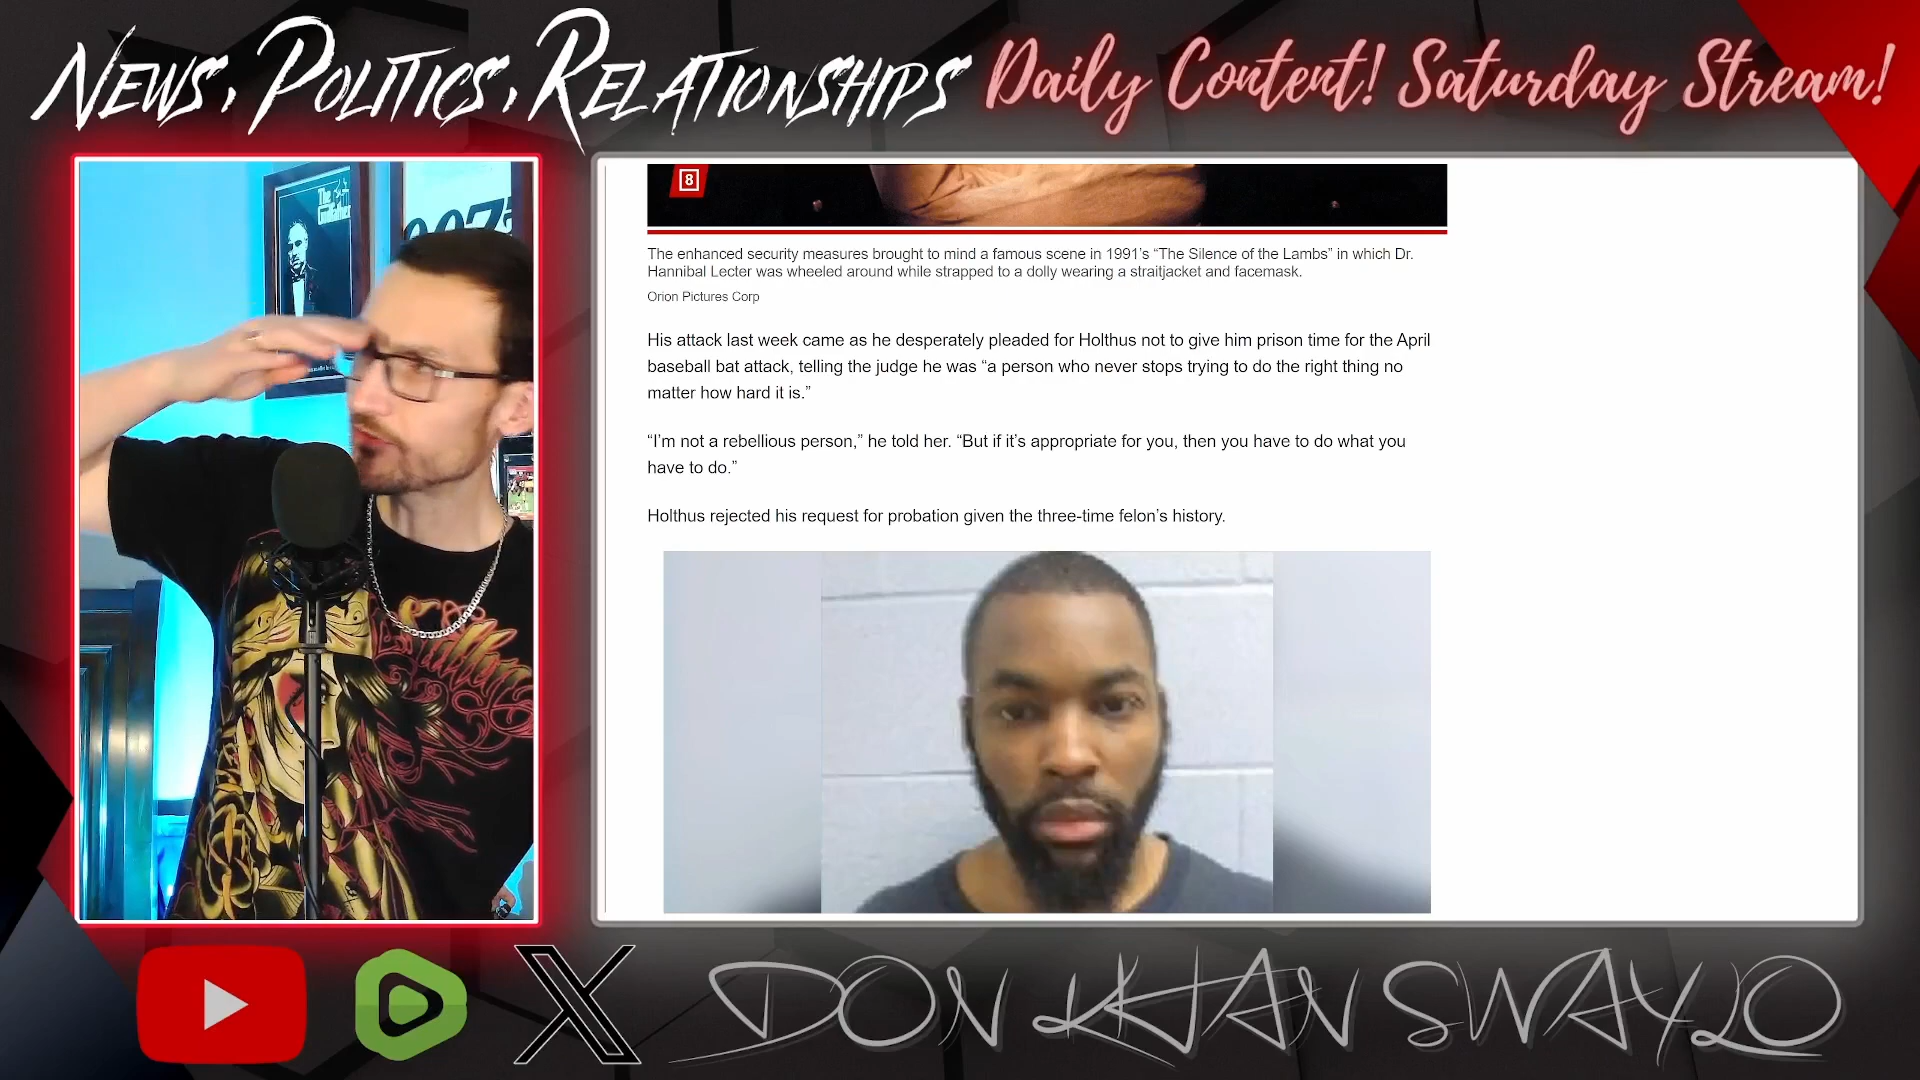 News, Politics, Relationships Daily Content! Saturday Stream!
The
Godfather
007
8
The enhanced security measures brought to mind a famous scene in 1991’s “The Silence of the Lambs” in which Dr.
Hannibal Lecter was wheeled around while strapped to a dolly wearing a straitjacket and facemask.
Orion Pictures Corp
His attack last week came as he desperately pleaded for Holthus not to give him prison time for the April
baseball bat attack, telling the judge he was “a person who never stops trying to do the right thing no
matter how hard it is.”
“I’m not a rebellious person,” he told her. “But if it’s appropriate for you, then you have to do what you
have to do.”
Holthus rejected his request for probation given the three-time felon’s history.
X DON KHAN SWAYLO